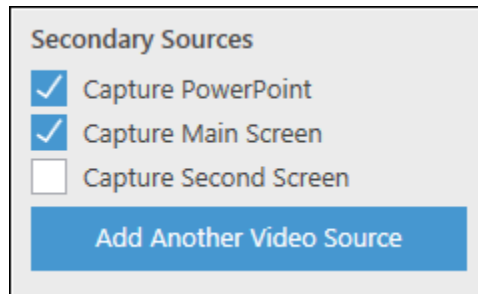 Secondary Sources
Capture PowerPoint
Capture Main Screen
Capture Second Screen
Add Another Video Source